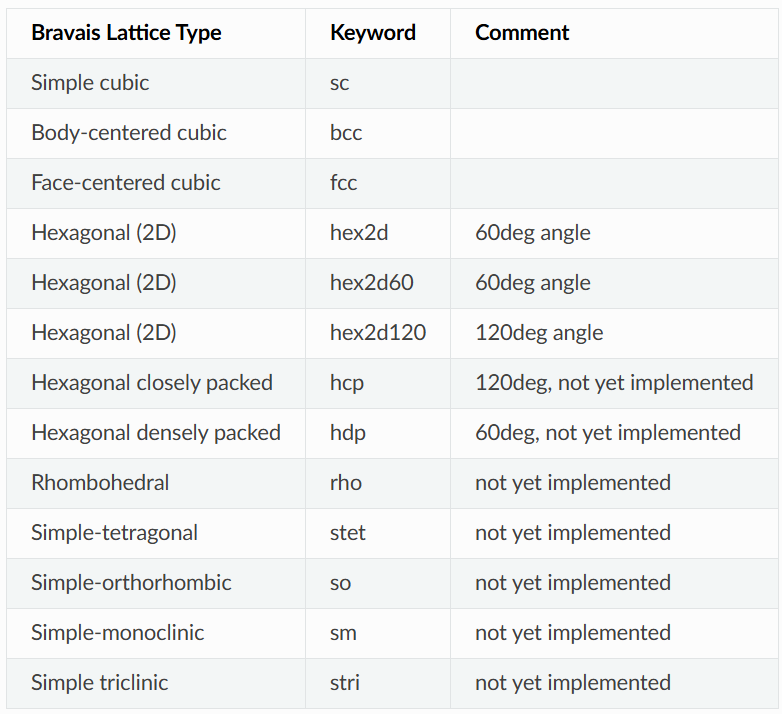 Bravais Lattice Type Keyword Comment
Simple cubic sc
Body-centered cubic bcc
Face-centered cubic fcc
Hexagonal (2D) hex2d 60deg angle
Hexagonal (2D) hex2d60 60deg angle
Hexagonal (2D) hex2d120 120deg angle
Hexagonal closely packed hcp 120deg, not yet implemented
Hexagonal densely packed hdp 60deg, not yet implemented
Rhombohedral rho not yet implemented
Simple-tetragonal stet not yet implemented
Simple-orthorhombic so not yet implemented
Simple-monoclinic sm not yet implemented
Simple triclinic stri not yet implemented